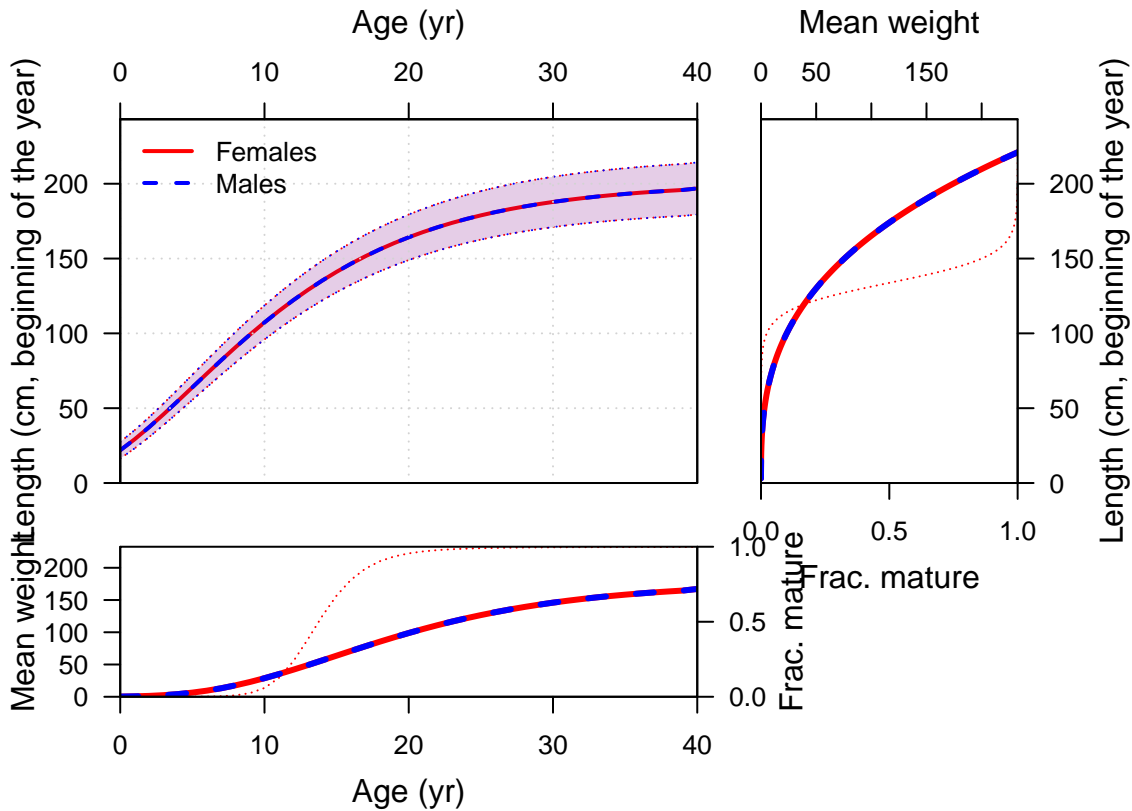 Age (yr)
0 10 20 30 40
Mean weight
0 50 150
Length (cm, beginning of the year)
200
150
100
50
0
Females
Males
Length (cm, beginning of the year)
200
150
100
50
0
0.0 0.5 1.0
Frac. mature
Mean weight
200
150
100
50
0
Frac. mature
1.0
0.5
0.0
0 10 20 30 40
Age (yr)